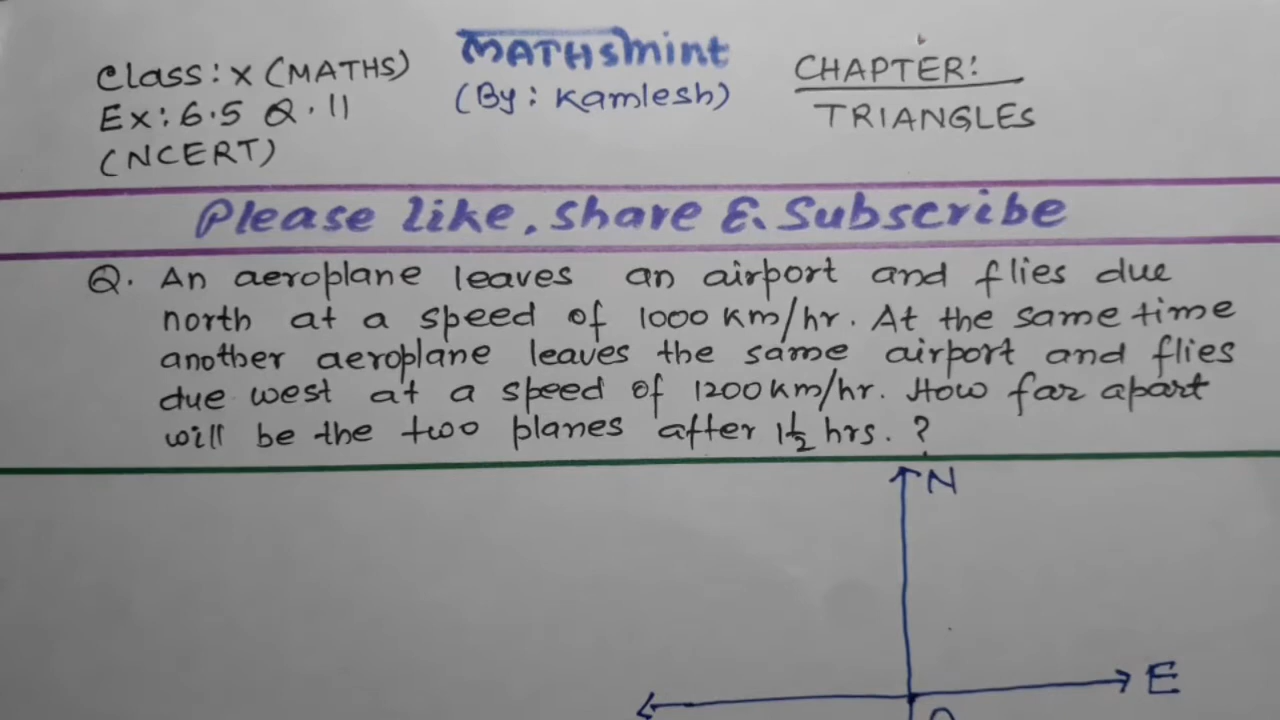 Class: X (MATHS)
Ex: 6.5 Q.11
(NCERT)
MATHSMint
(By: Kamlesh)
CHAPTER:
TRIANGLES
Please like, Share & Subscribe
Q. An aeroplane leaves an airport and flies due
north at a speed of 1000 km/hr. At the same time
another aeroplane leaves the same airport and flies
due west at a speed of 1200 km/hr. How far apart
will be the two planes after 1½ hrs. ?
N
E